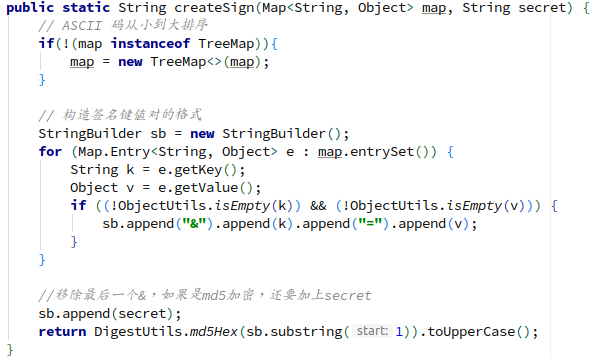 public static String createSign(Map<String, Object> map, String secret) {
// ASCII 码从小到大排序
if(!(map instanceof TreeMap)){
map = new TreeMap<>(map);
}
// 构造签名键值对的格式
StringBuilder sb = new StringBuilder();
for (Map.Entry<String, Object> e : map.entrySet()) {
String k = e.getKey();
Object v = e.getValue();
if ((!ObjectUtils.isEmpty(k)) && (!ObjectUtils.isEmpty(v))) {
sb.append("&").append(k).append("=").append(v);
}
}
//移除最后一个&，如果是md5加密，还要加上secret
sb.append(secret);
return DigestUtils.md5Hex(sb.substring( start: 1)).toUpperCase();
}